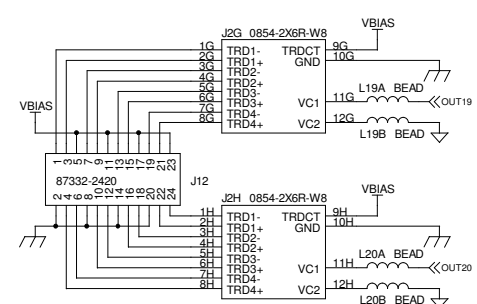 J2G 0854-2X6R-W8
VBIAS
1G TRD1- TRDCT 9G
2G TRD1+ GND 10G
3G TRD2-
4G TRD2+
5G TRD3-
6G TRD3+ VC1 11G L19A BEAD OUT19
7G TRD4-
8G TRD4+ VC2 12G L19B BEAD
VBIAS
1 3 5 7 9 11 13 15 17 19 21 23
87332-2420 J12
2 4 6 8 10 12 14 16 18 20 22 24
J2H 0854-2X6R-W8
VBIAS
1H TRD1- TRDCT 9H
2H TRD1+ GND 10H
3H TRD2-
4H TRD2+
5H TRD3-
6H TRD3+ VC1 11H L20A BEAD OUT20
7H TRD4-
8H TRD4+ VC2 12H L20B BEAD